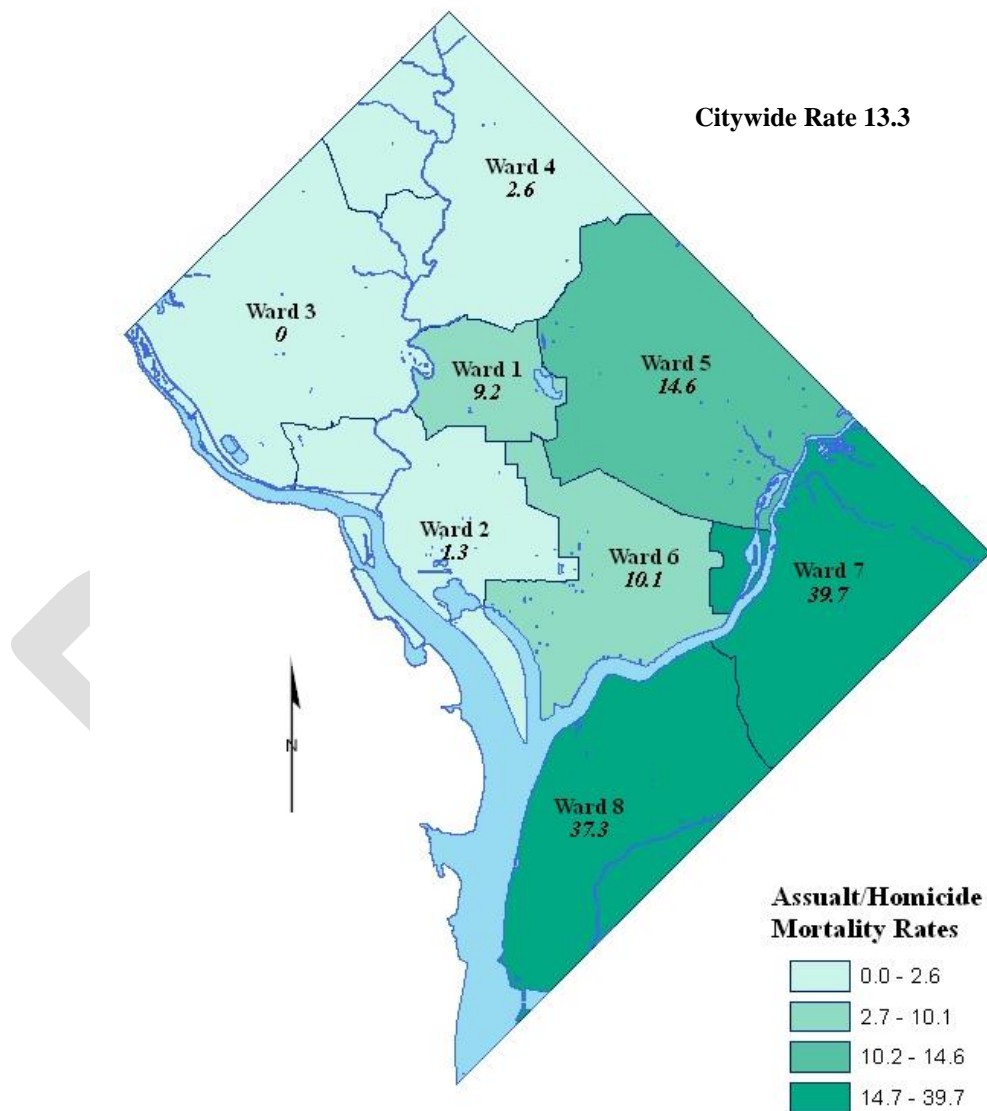 Citywide Rate 13.3
Ward 4
2.6
Ward 3
0
Ward 1
9.2
Ward 5
14.6
Ward 2
1.3
Ward 6
10.1
Ward 7
39.7
N
Ward 8
37.3
Assualt/Homicide
Mortality Rates
0.0 - 2.6
2.7 - 10.1
10.2 - 14.6
14.7 - 39.7